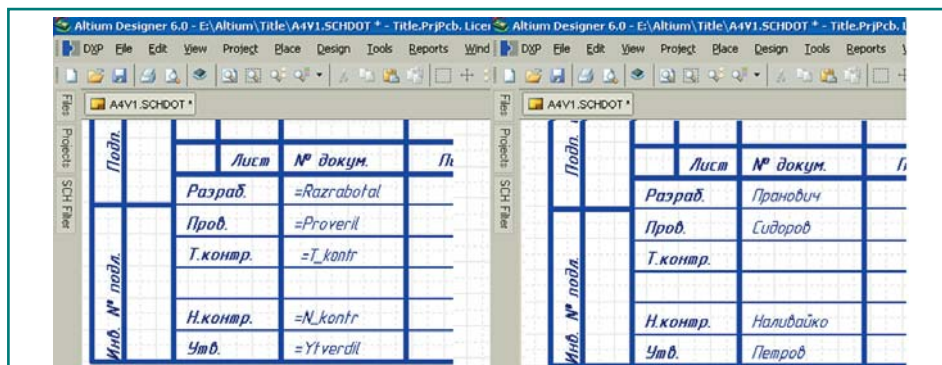 Altium Designer 6.0 - E:\Altium\Title\A4V1.SCHDOT * - Title.PrjPcb. Licen
DXP File Edit View Project Place Design Tools Reports Wind
A4V1.SCHDOT *
Files
Projects
SCH Filter
Подп.
Инв. № подл.
Лист № докум.
Разраб. =Razrabotal
Пров. =Proveril
Т.контр. =T_kontr
Н.контр. =N_kontr
Утв. =Ytverdil
Altium Designer 6.0 - E:\Altium\Title\A4V1.SCHDOT * - Title.PrjPcb.
DXP File Edit View Project Place Design Tools Reports
A4V1.SCHDOT *
Files
Projects
SCH Filter
Подп.
Инв. № подл.
Лист № докум.
Разраб. Пранович
Пров. Сидоров
Т.контр.
Н.контр. Наливайко
Утв. Петров